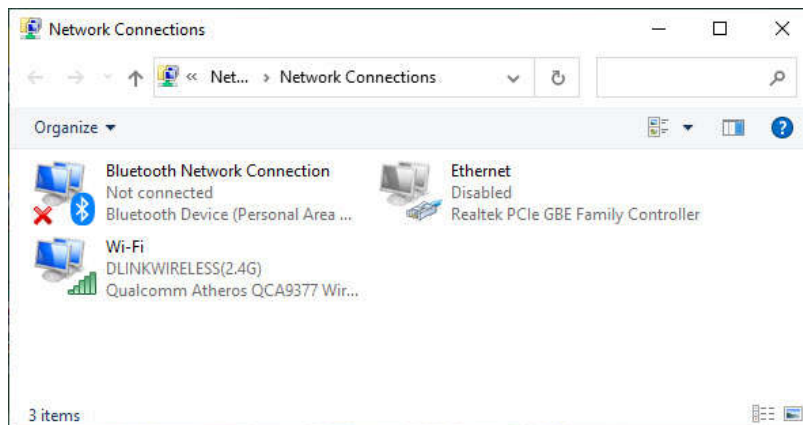 Network Connections
« Net... › Network Connections
Organize
Bluetooth Network Connection
Not connected
Bluetooth Device (Personal Area ...
Ethernet
Disabled
Realtek PCIe GBE Family Controller
Wi-Fi
DLINKWIRELESS(2.4G)
Qualcomm Atheros QCA9377 Wir...
3 items